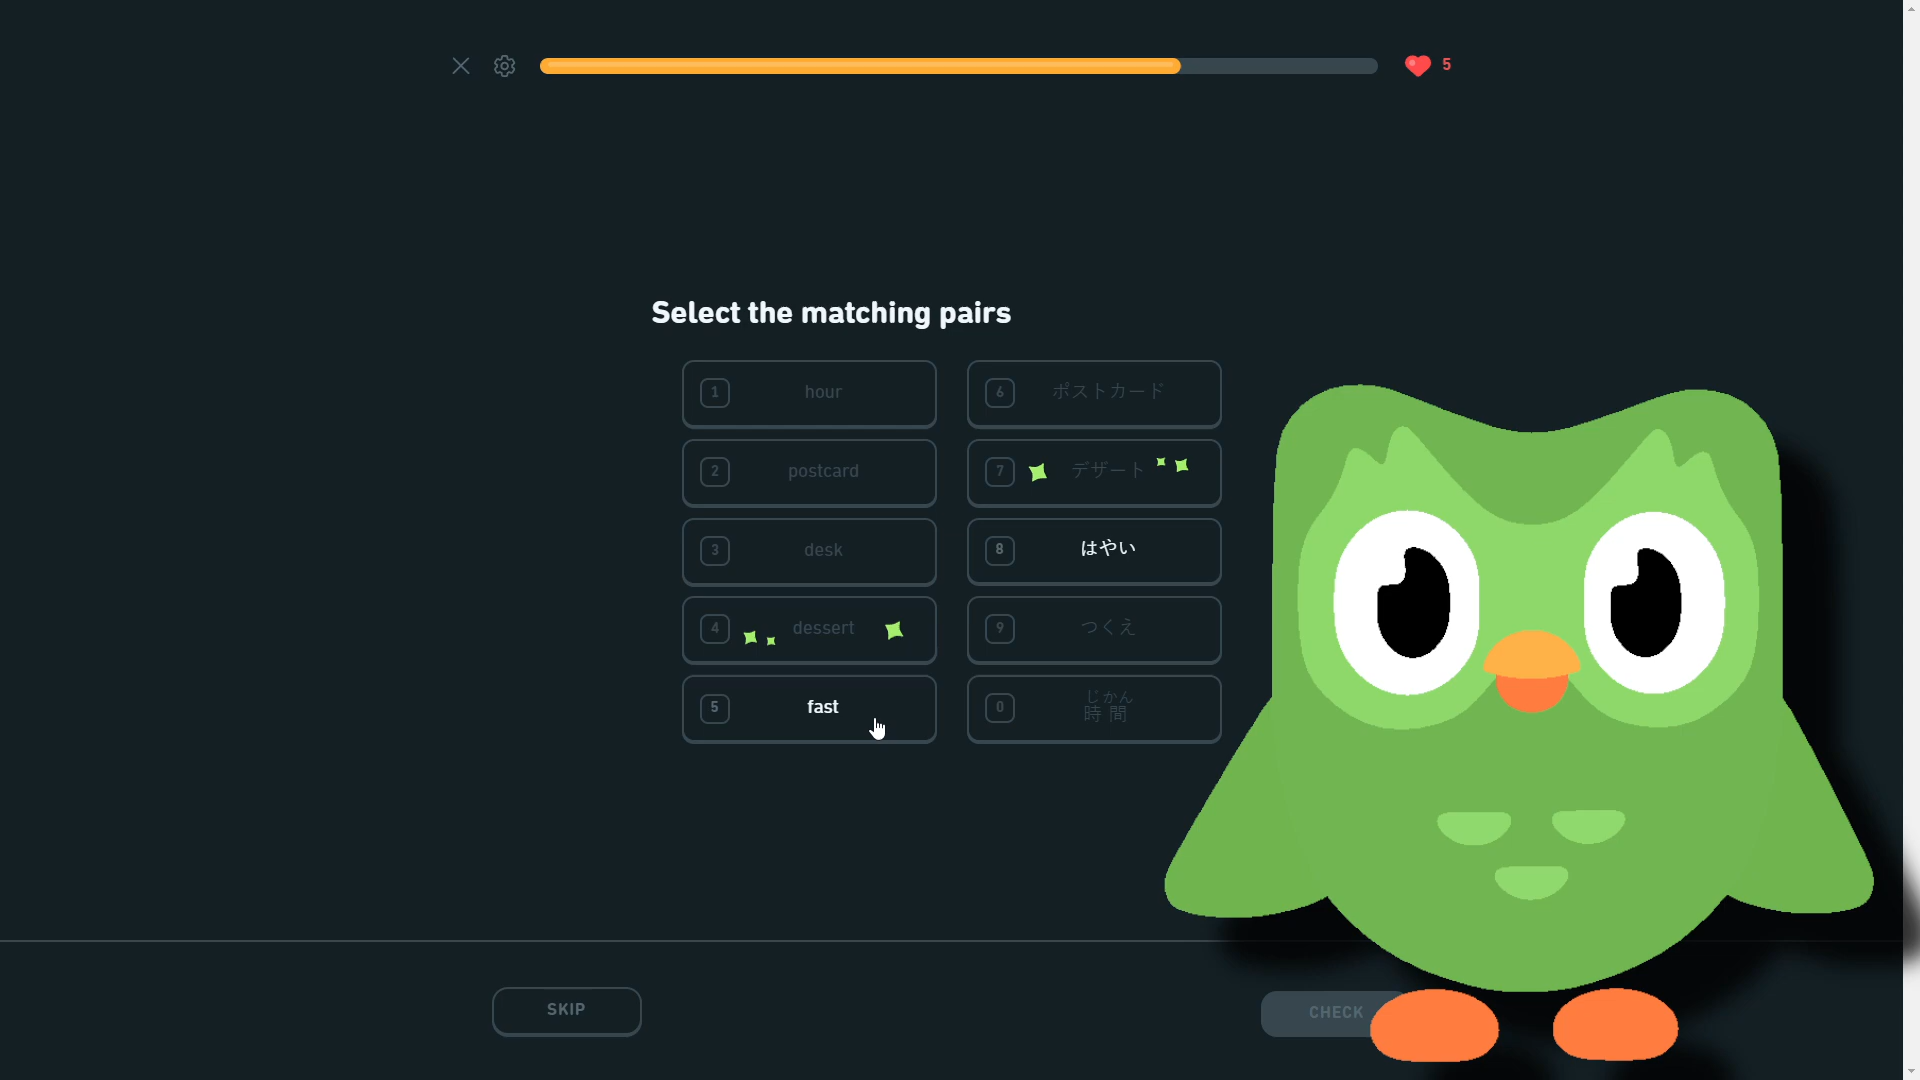 5
Select the matching pairs
1 hour
6 ポストカード
2 postcard
7 デザート
3 desk
8 はやい
4 dessert
9 つくえ
5 fast
0 時間
じかん
SKIP
CHECK